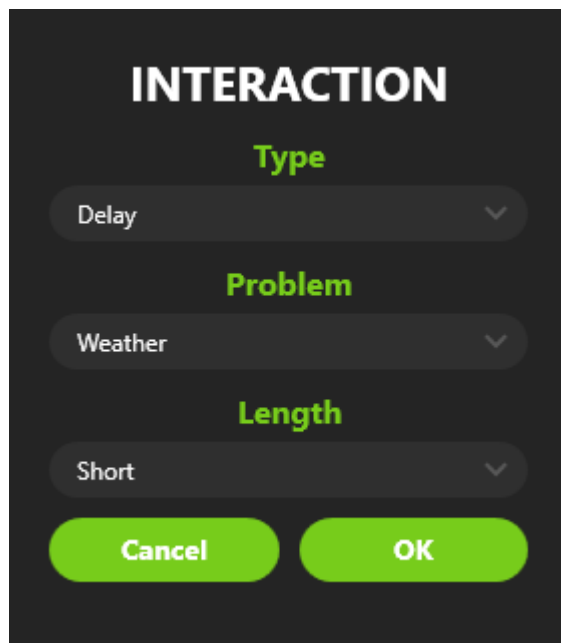 INTERACTION
Type
Delay
Problem
Weather
Length
Short
Cancel OK